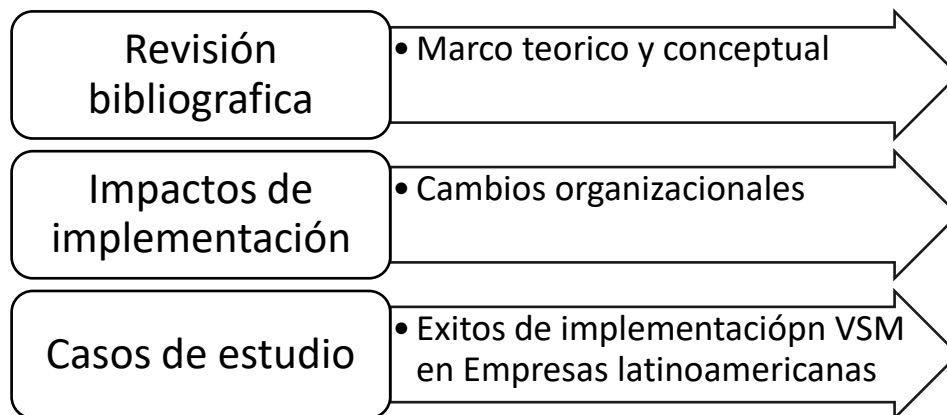 Revisión
bibliografica
• Marco teorico y conceptual
Impactos de
implementación
• Cambios organizacionales
Casos de estudio
• Exitos de implementaciópn VSM
en Empresas latinoamericanas